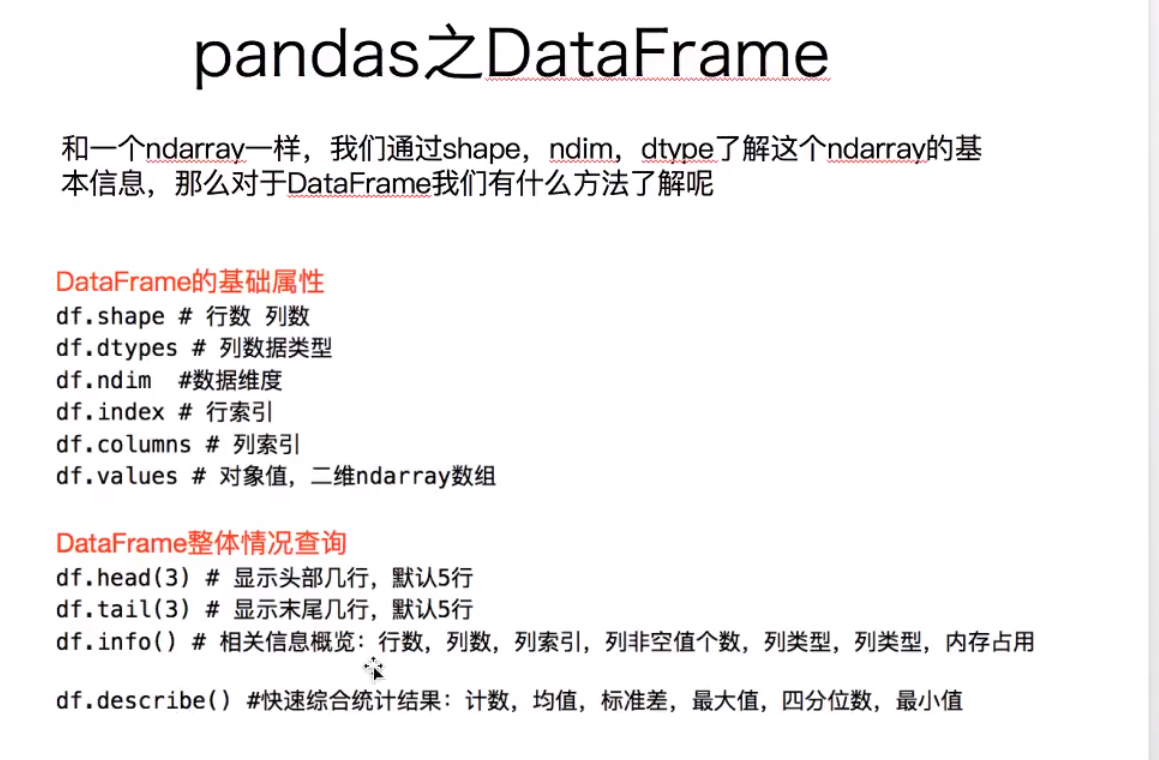 pandas之DataFrame
和一个ndarray一样，我们通过shape，ndim，dtype了解这个ndarray的基
本信息，那么对于DataFrame我们有什么方法了解呢
DataFrame的基础属性
df.shape # 行数 列数
df.dtypes # 列数据类型
df.ndim  #数据维度
df.index # 行索引
df.columns # 列索引
df.values # 对象值，二维ndarray数组
DataFrame整体情况查询
df.head(3) # 显示头部几行，默认5行
df.tail(3) # 显示末尾几行，默认5行
df.info() # 相关信息概览：行数，列数，列索引，列非空值个数，列类型，列类型，内存占用
df.describe() #快速综合统计结果：计数，均值，标准差，最大值，四分位数，最小值